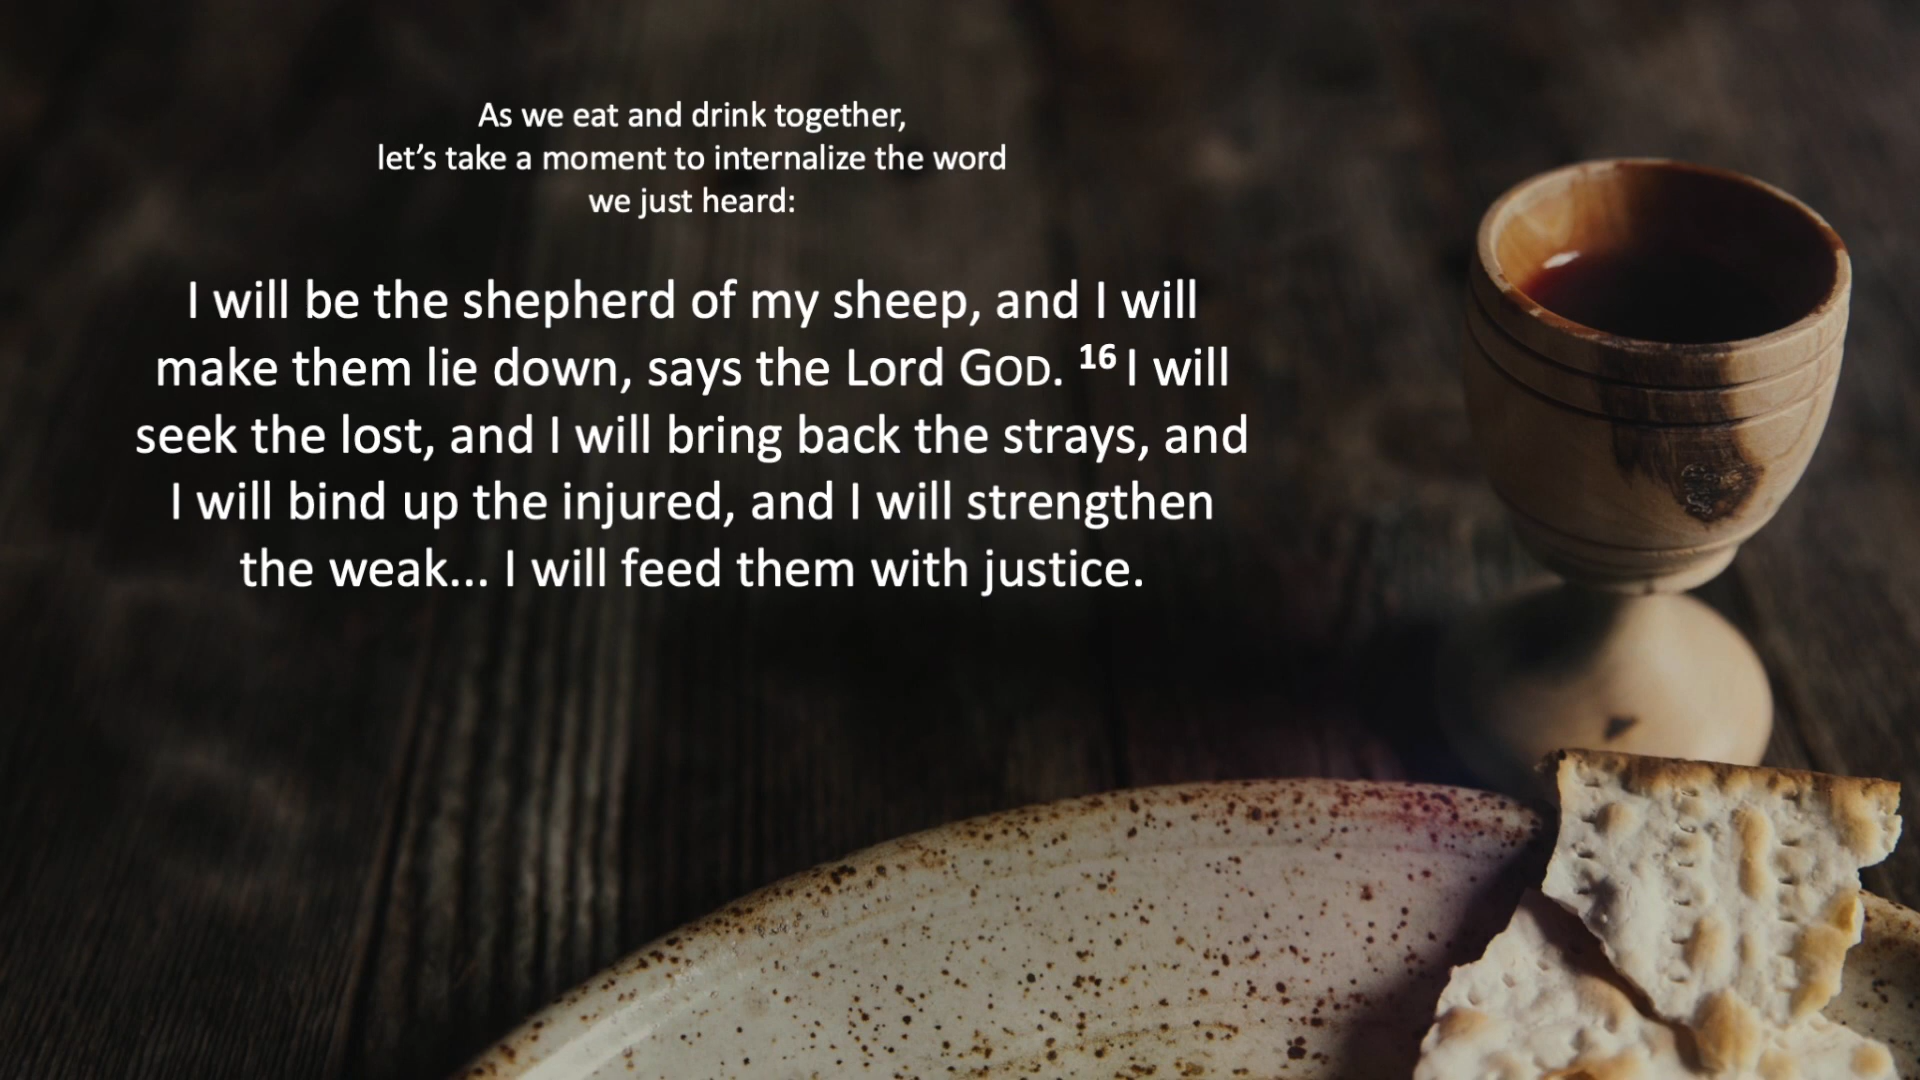 As we eat and drink together,
let’s take a moment to internalize the word
we just heard:
I will be the shepherd of my sheep, and I will
make them lie down, says the Lord GOD. 16 I will
seek the lost, and I will bring back the strays, and
I will bind up the injured, and I will strengthen
the weak... I will feed them with justice.